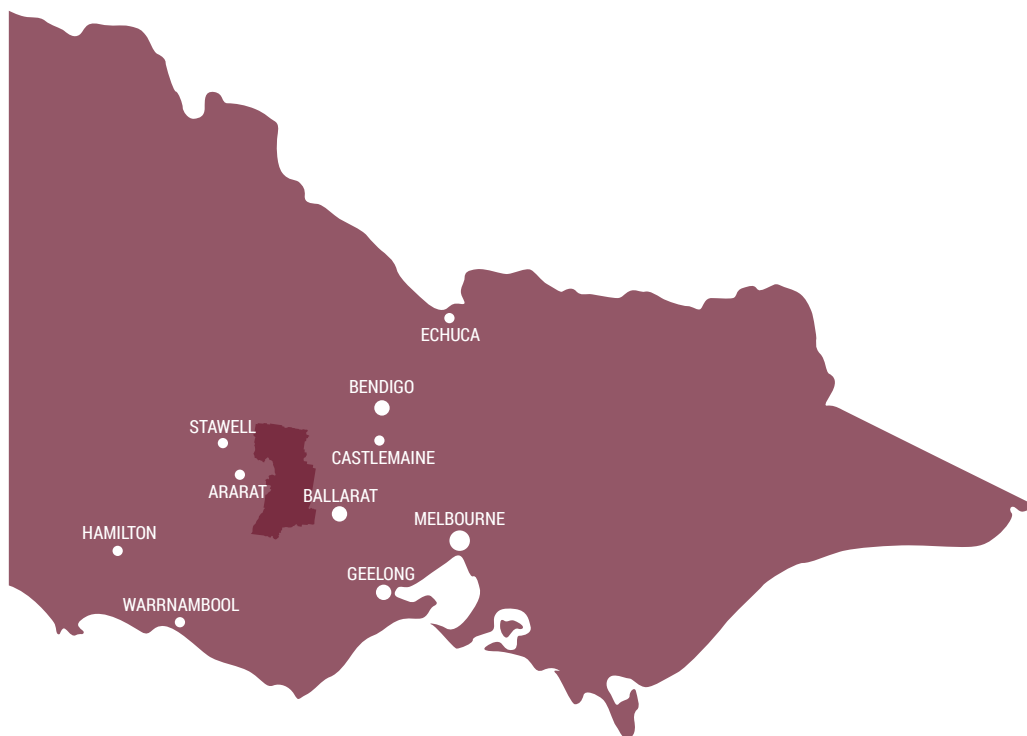 ECHUCA
BENDIGO
STAWELL
CASTLEMAINE
ARARAT
BALLARAT
MELBOURNE
HAMILTON
GEELONG
WARRNAMBOOL